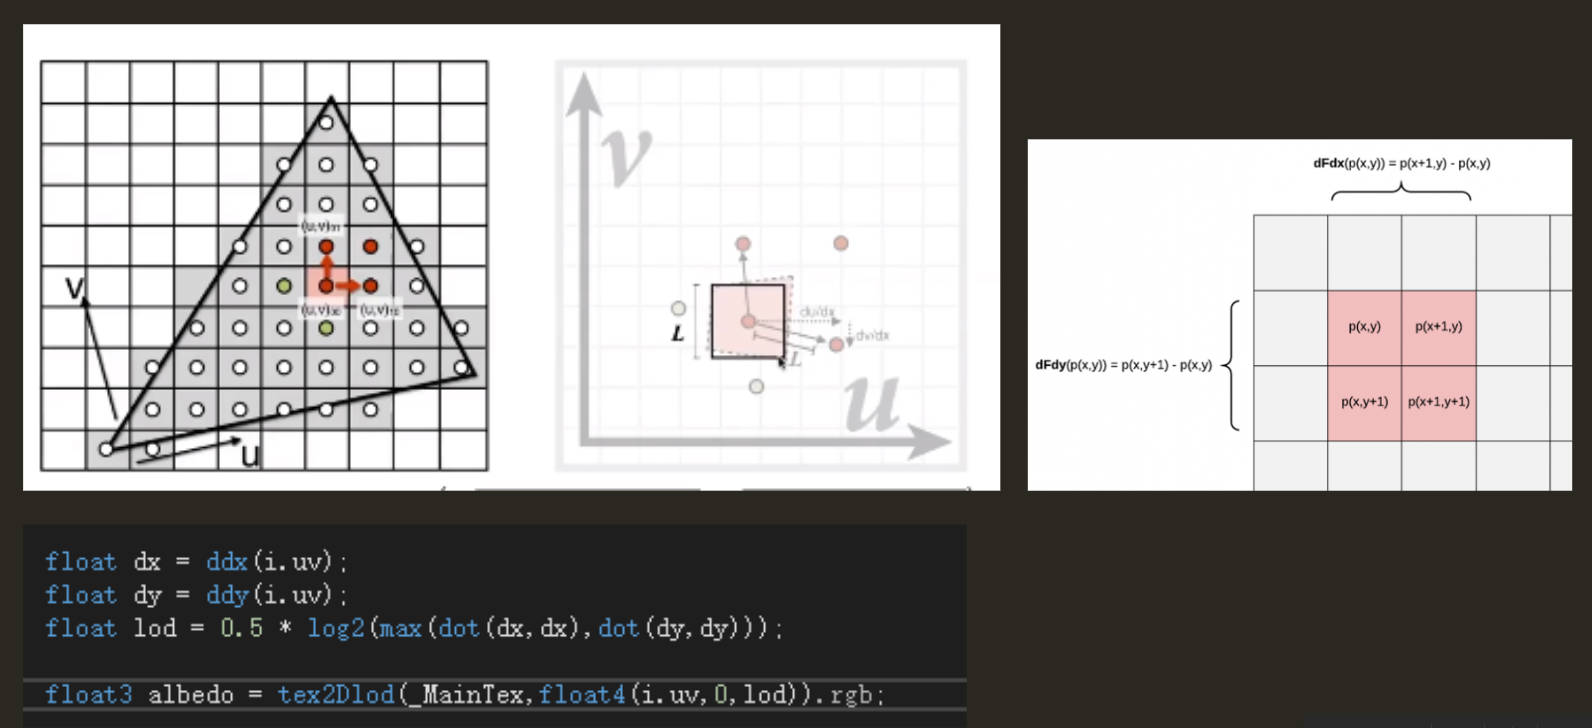 V
u
(u,v)₀₁
(u,v)₀₀
(u,v)₁₀
v
u
L
du/dx
dv/dx
L
dFdx(p(x,y)) = p(x+1,y) - p(x,y)
p(x,y)
p(x+1,y)
dFdy(p(x,y)) = p(x,y+1) - p(x,y)
p(x,y+1)
p(x+1,y+1)
float dx = ddx(i.uv);
float dy = ddy(i.uv);
float lod = 0.5 * log2(max(dot(dx,dx),dot(dy,dy)));
float3 albedo = tex2Dlod(_MainTex,float4(i.uv,0,lod)).rgb;